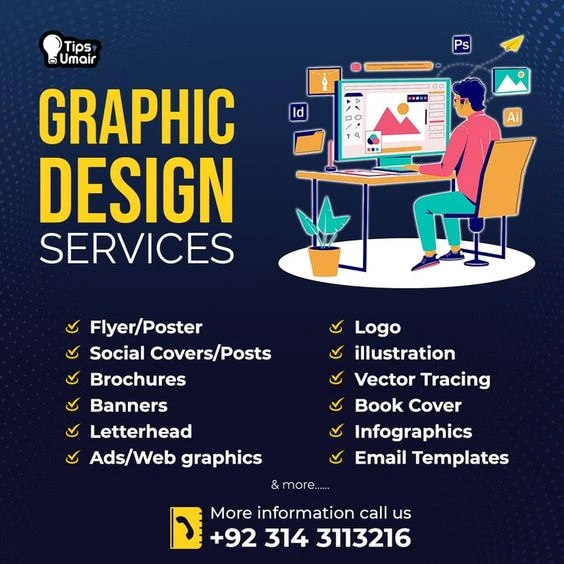 Tips
Umair
GRAPHIC
DESIGN
SERVICES
Ps
Id
Ai
T
Flyer/Poster
Social Covers/Posts
Brochures
Banners
Letterhead
Ads/Web graphics
Logo
illustration
Vector Tracing
Book Cover
Infographics
Email Templates
& more......
More information call us
+92 314 3113216